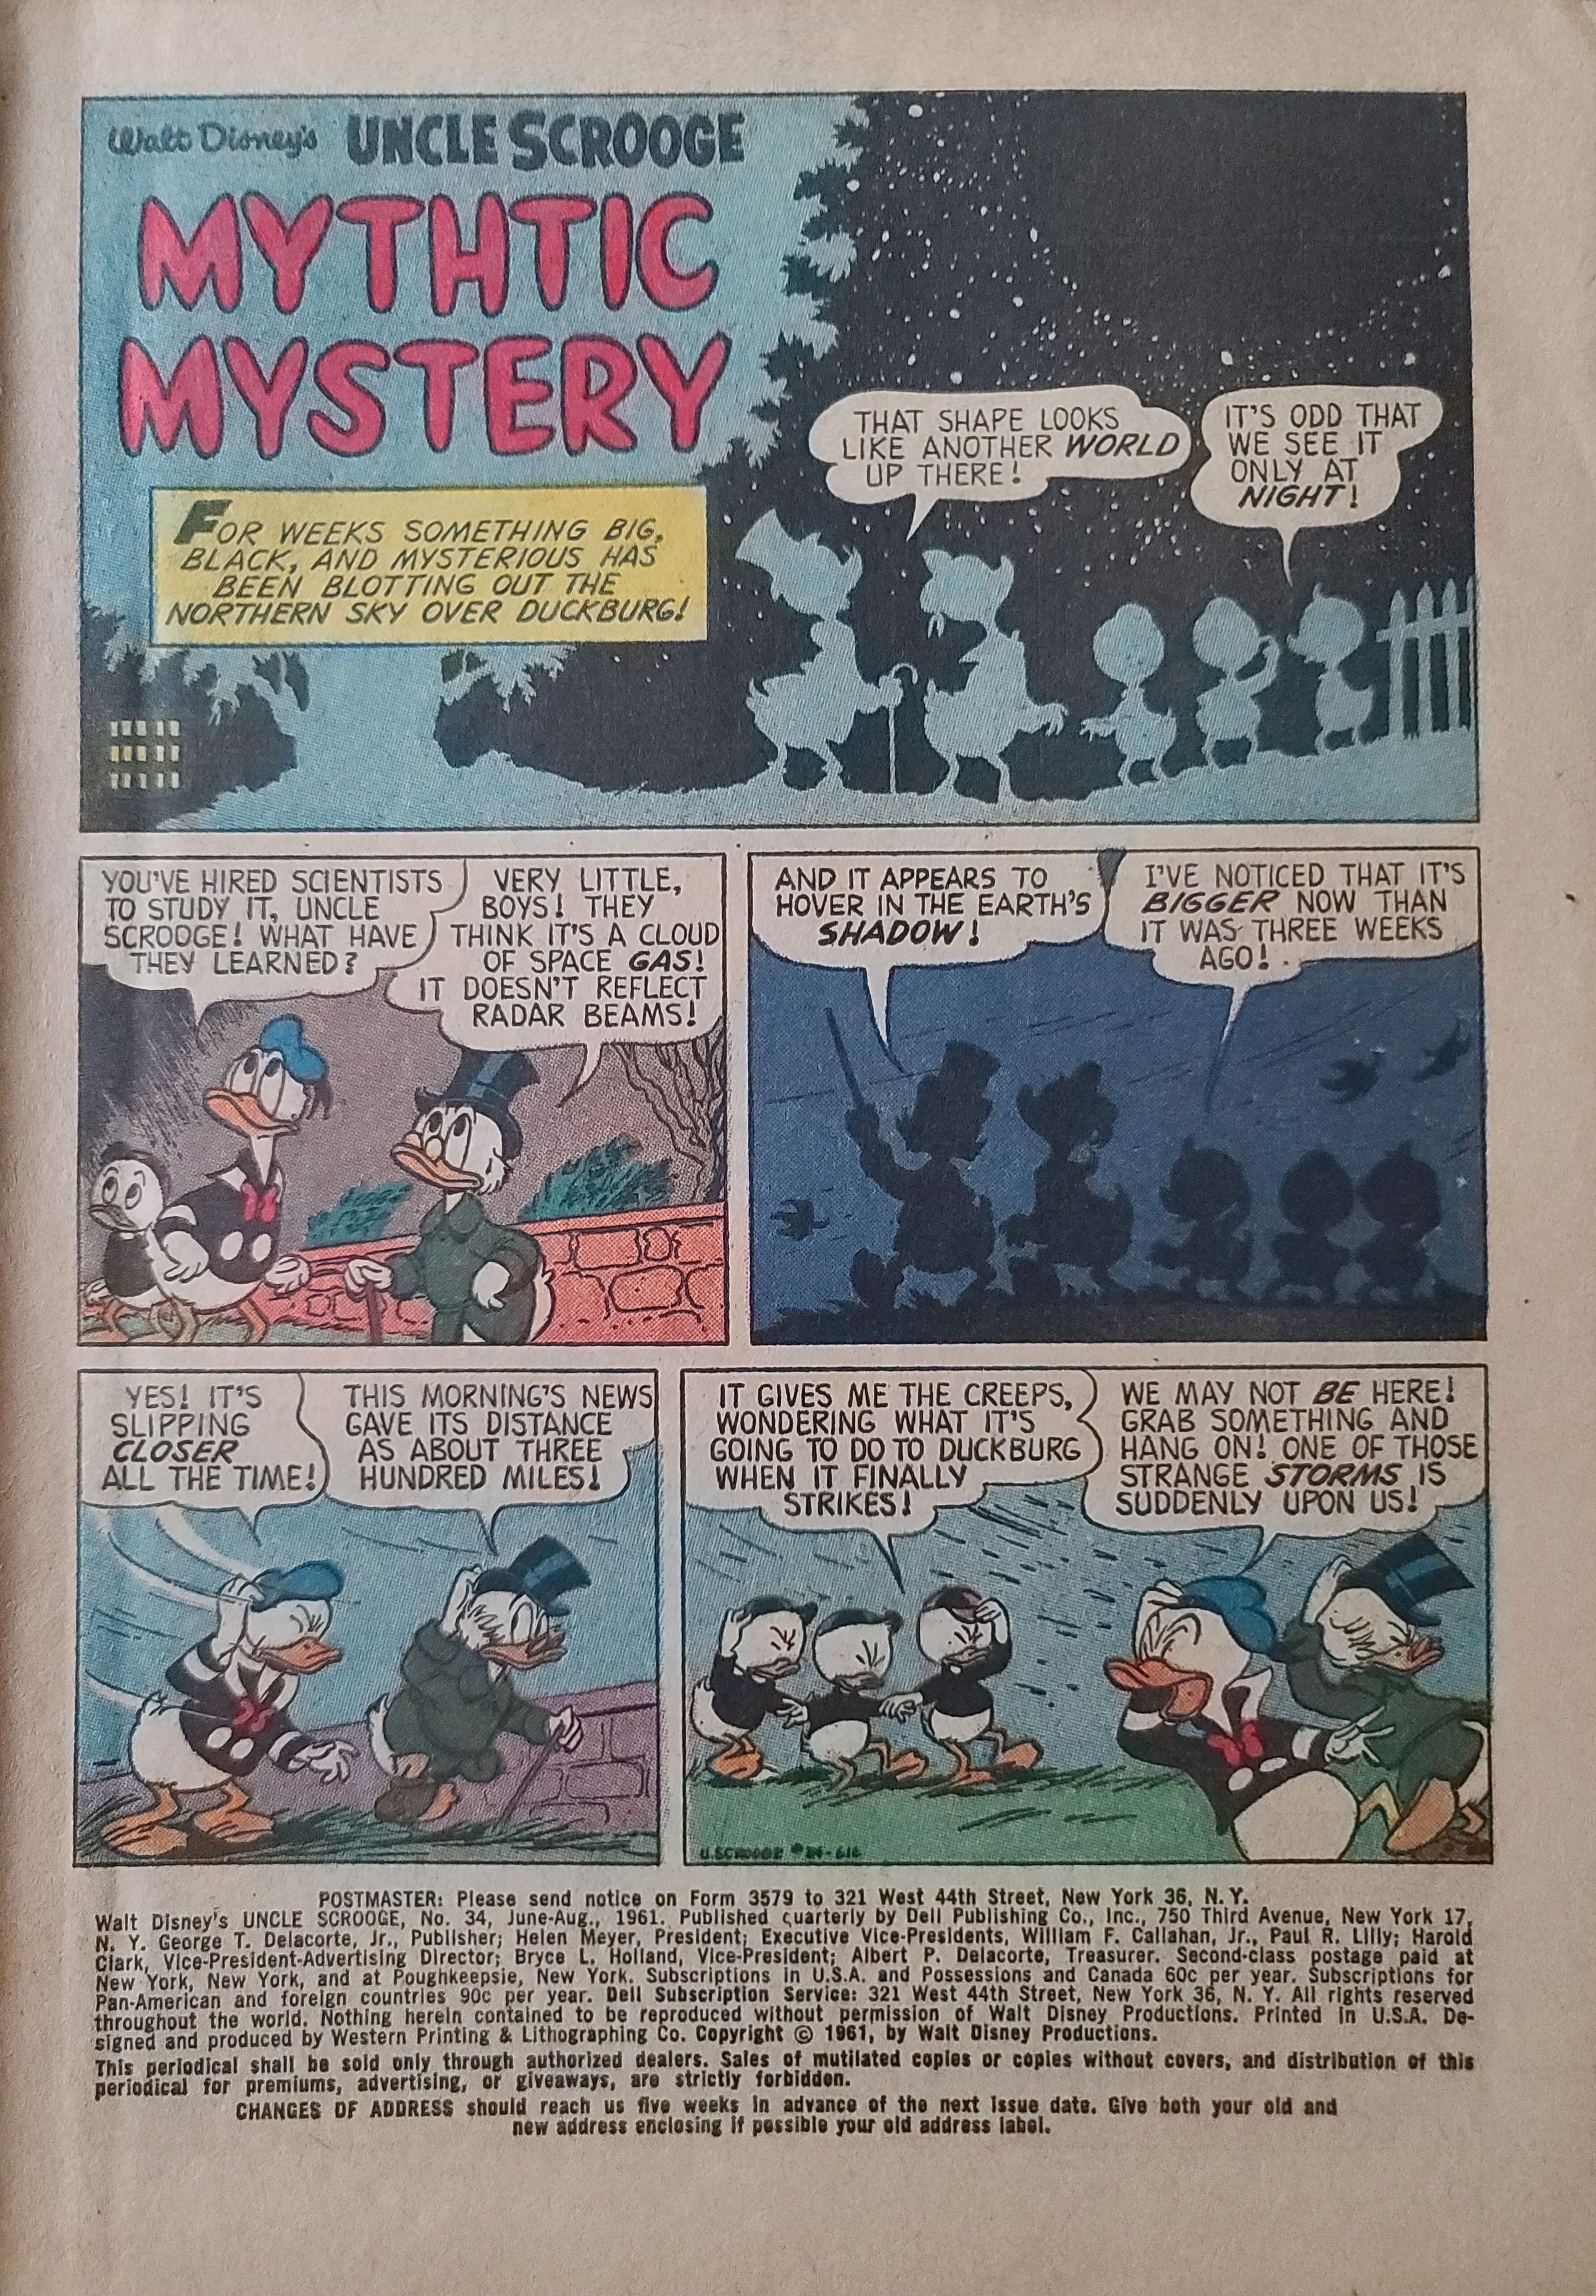 Walt Disney's UNCLE SCROOGE
MYTHTIC
MYSTERY
FOR WEEKS SOMETHING BIG,
BLACK, AND MYSTERIOUS HAS
BEEN BLOTTING OUT THE
NORTHERN SKY OVER DUCKBURG!
THAT SHAPE LOOKS
LIKE ANOTHER WORLD
UP THERE!
IT'S ODD THAT
WE SEE IT
ONLY AT
NIGHT!
YOU'VE HIRED SCIENTISTS
TO STUDY IT, UNCLE
SCROOGE! WHAT HAVE
THEY LEARNED?
VERY LITTLE,
BOYS! THEY
THINK IT'S A CLOUD
OF SPACE GAS!
IT DOESN'T REFLECT
RADAR BEAMS!
AND IT APPEARS TO
HOVER IN THE EARTH'S
SHADOW!
I'VE NOTICED THAT IT'S
BIGGER NOW THAN
IT WAS THREE WEEKS
AGO!
YES! IT'S
SLIPPING
CLOSER
ALL THE TIME!
THIS MORNING'S NEWS
GAVE ITS DISTANCE
AS ABOUT THREE
HUNDRED MILES!
IT GIVES ME THE CREEPS,
WONDERING WHAT IT'S
GOING TO DO TO DUCKBURG
WHEN IT FINALLY
STRIKES!
WE MAY NOT BE HERE!
GRAB SOMETHING AND
HANG ON! ONE OF THOSE
STRANGE STORMS IS
SUDDENLY UPON US!
U.SCROOGE
POSTMASTER: Please send notice on Form 3579 to 321 West 44th Street, New York 36, N. Y.
Walt Disney's UNCLE SCROOGE, No. 34, June-Aug., 1961. Published quarterly by Dell Publishing Co., Inc., 750 Third Avenue, New York 17,
N. Y. George T. Delacorte, Jr., Publisher; Helen Meyer, President; Executive Vice-Presidents, William F. Callahan, Jr., Paul R. Lilly; Harold
Clark, Vice-President-Advertising Director; Bryce L. Holland, Vice-President; Albert P. Delacorte, Treasurer. Second-class postage paid at
New York, New York, and at Poughkeepsie, New York. Subscriptions in U.S.A. and Possessions and Canada 60c per year. Subscriptions for
Pan-American and foreign countries 90c per year. Dell Subscription Service: 321 West 44th Street, New York 36, N. Y. All rights reserved
throughout the world. Nothing herein contained to be reproduced without permission of Walt Disney Productions. Printed in U.S.A. De-
signed and produced by Western Printing & Lithographing Co. Copyright © 1961, by Walt Disney Productions.
This periodical shall be sold only through authorized dealers. Sales of mutilated copies or copies without covers, and distribution of this
periodical for premiums, advertising, or giveaways, are strictly forbidden.
CHANGES OF ADDRESS should reach us five weeks in advance of the next issue date. Give both your old and
new address enclosing if possible your old address label.